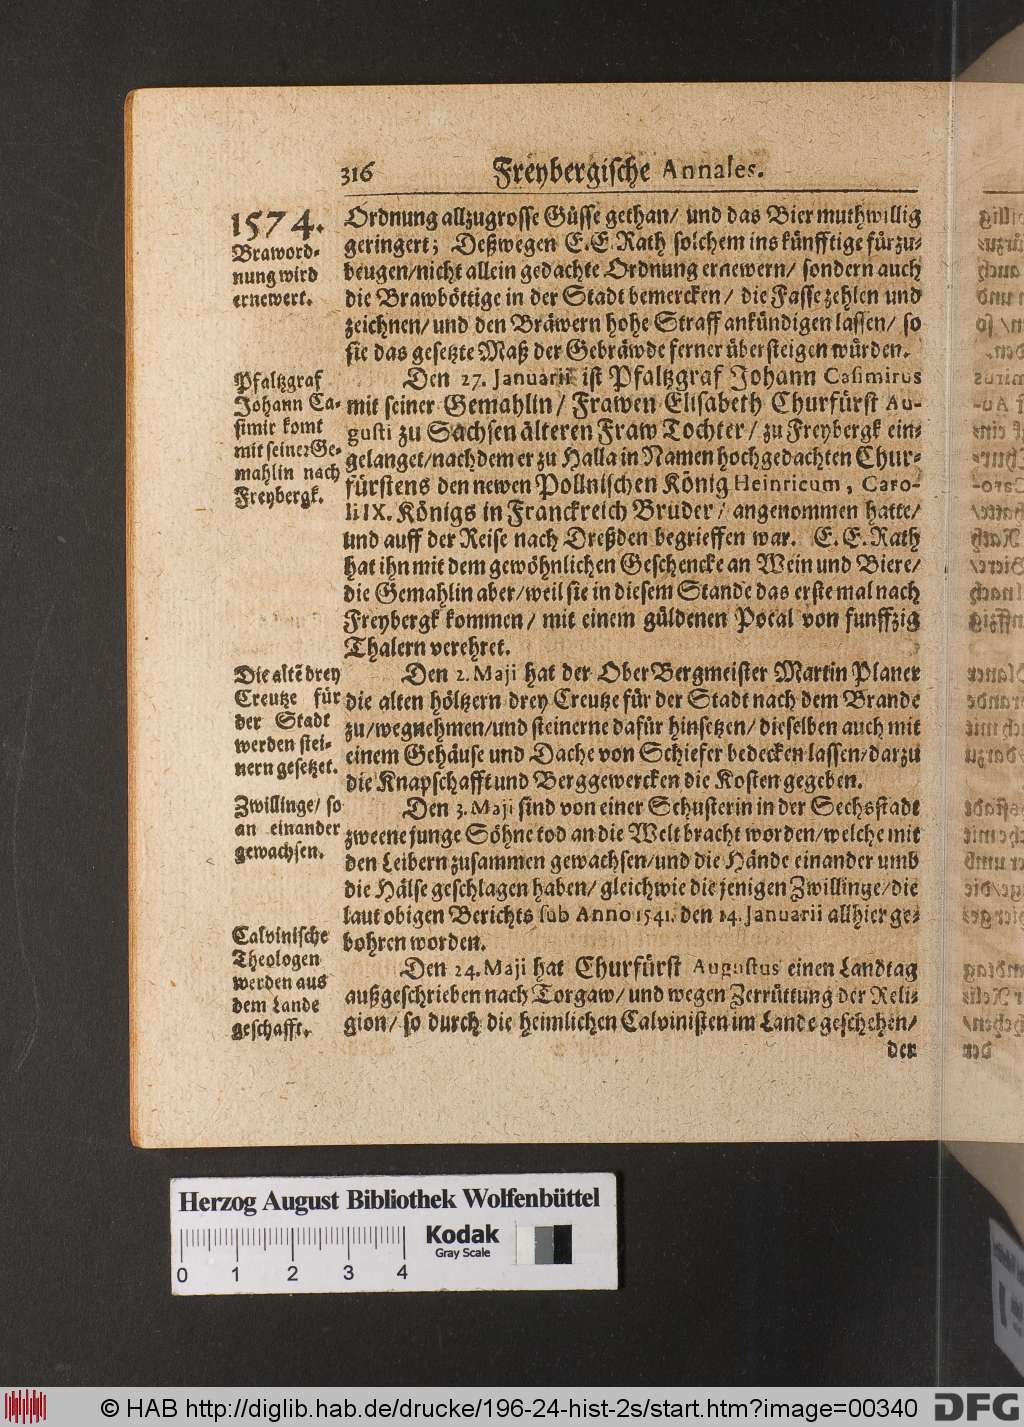 316 Freybergische Annales.
1574.
Braword-
nung wird
ernewert.
Ordnung allzugrosse Güsse gethan/ und das Bier muthwillig
geringert; Deßwegen E. E. Rath solchem ins künfftige fürzu-
beugen/nicht allein gedachte Ordnung ernewern/ sondern auch
die Brawböttige in der Stadt bemercken/ die Fasse zehlen und
zeichnen/ und den Bräwern hohe Straff ankündigen lassen/ so
sie das gesetzte Maß der Gebräwde ferner übersteigen würden.
Pfaltzgraf
Johann Ca-
simir komt
mit seiner Ge-
mahlin nach
Freybergk.
Den 27. Januarii ist Pfaltzgraf Johann Casimirus
mit seiner Gemahlin/ Frawen Elisabeth Churfürst Au-
gusti zu Sachsen älteren Fraw Tochter/ zu Freybergk ein-
gelanget/nachdem er zu Halla in Namen hochgedachten Chur-
fürstens den newen Pollnischen König Heinricum, Caro-
li IX. Königs in Franckreich Bruder/ angenommen hatte/
und auff der Reise nach Dreßden begrieffen war. E. E. Rath
hat ihn mit dem gewöhnlichen Geschencke an Wein und Biere/
die Gemahlin aber/weil sie in diesem Stande das erste mal nach
Freybergk kommen/ mit einem güldenen Pocal von funffzig
Thalern verehret.
Die altē drey
Creutze für
der Stadt
werden stei-
nern gesetzet.
Den 2. Maji hat der Ober Bergmeister Martin Planer
die alten höltzern drey Creutze für der Stadt nach dem Brande
zu/wegnehmen/und steinerne dafür hinsetzen/ dieselben auch mit
einem Gehäuse und Dache von Schiefer bedecken lassen/darzu
die Knapschafft und Berggewercken die Kosten gegeben.
Zwillinge/ so
an einander
gewachsen.
Den 3. Maji sind von einer Schusterin in der Sechsstadt
zweene junge Söhne tod an die Welt bracht worden/welche mit
den Leibern zusammen gewachsen/und die Hände einander umb
die Hälse geschlagen haben/ gleichwie die jenigen Zwillinge/die
laut obigen Berichts sub Anno 1541. den 14. Januarii allhier ge-
bohren worden.
Calvinische
Theologen
werden aus
dem Lande
geschafft.
Den 24. Maji hat Churfürst Augustus einen Landtag
außgeschrieben nach Torgaw/ und wegen Zerrüttung der Reli-
gion/ so durch die heimlichen Calvinisten im Lande geschehen/
der
Herzog August Bibliothek Wolfenbüttel
Kodak
Gray Scale
0 1 2 3 4
© HAB http://diglib.hab.de/drucke/196-24-hist-2s/start.htm?image=00340
DFG